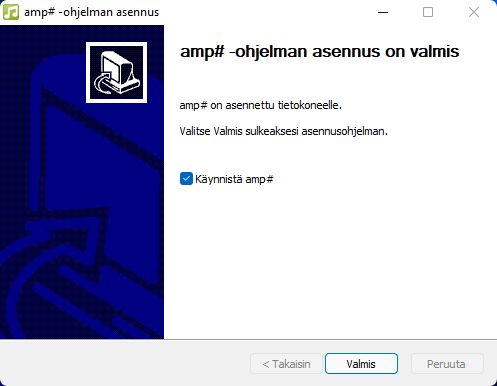 amp# -ohjelman asennus
amp# -ohjelman asennus on valmis
amp# on asennettu tietokoneelle.
Valitse Valmis sulkeaksesi asennusohjelman.
Käynnistä amp#
< Takaisin
Valmis
Peruuta